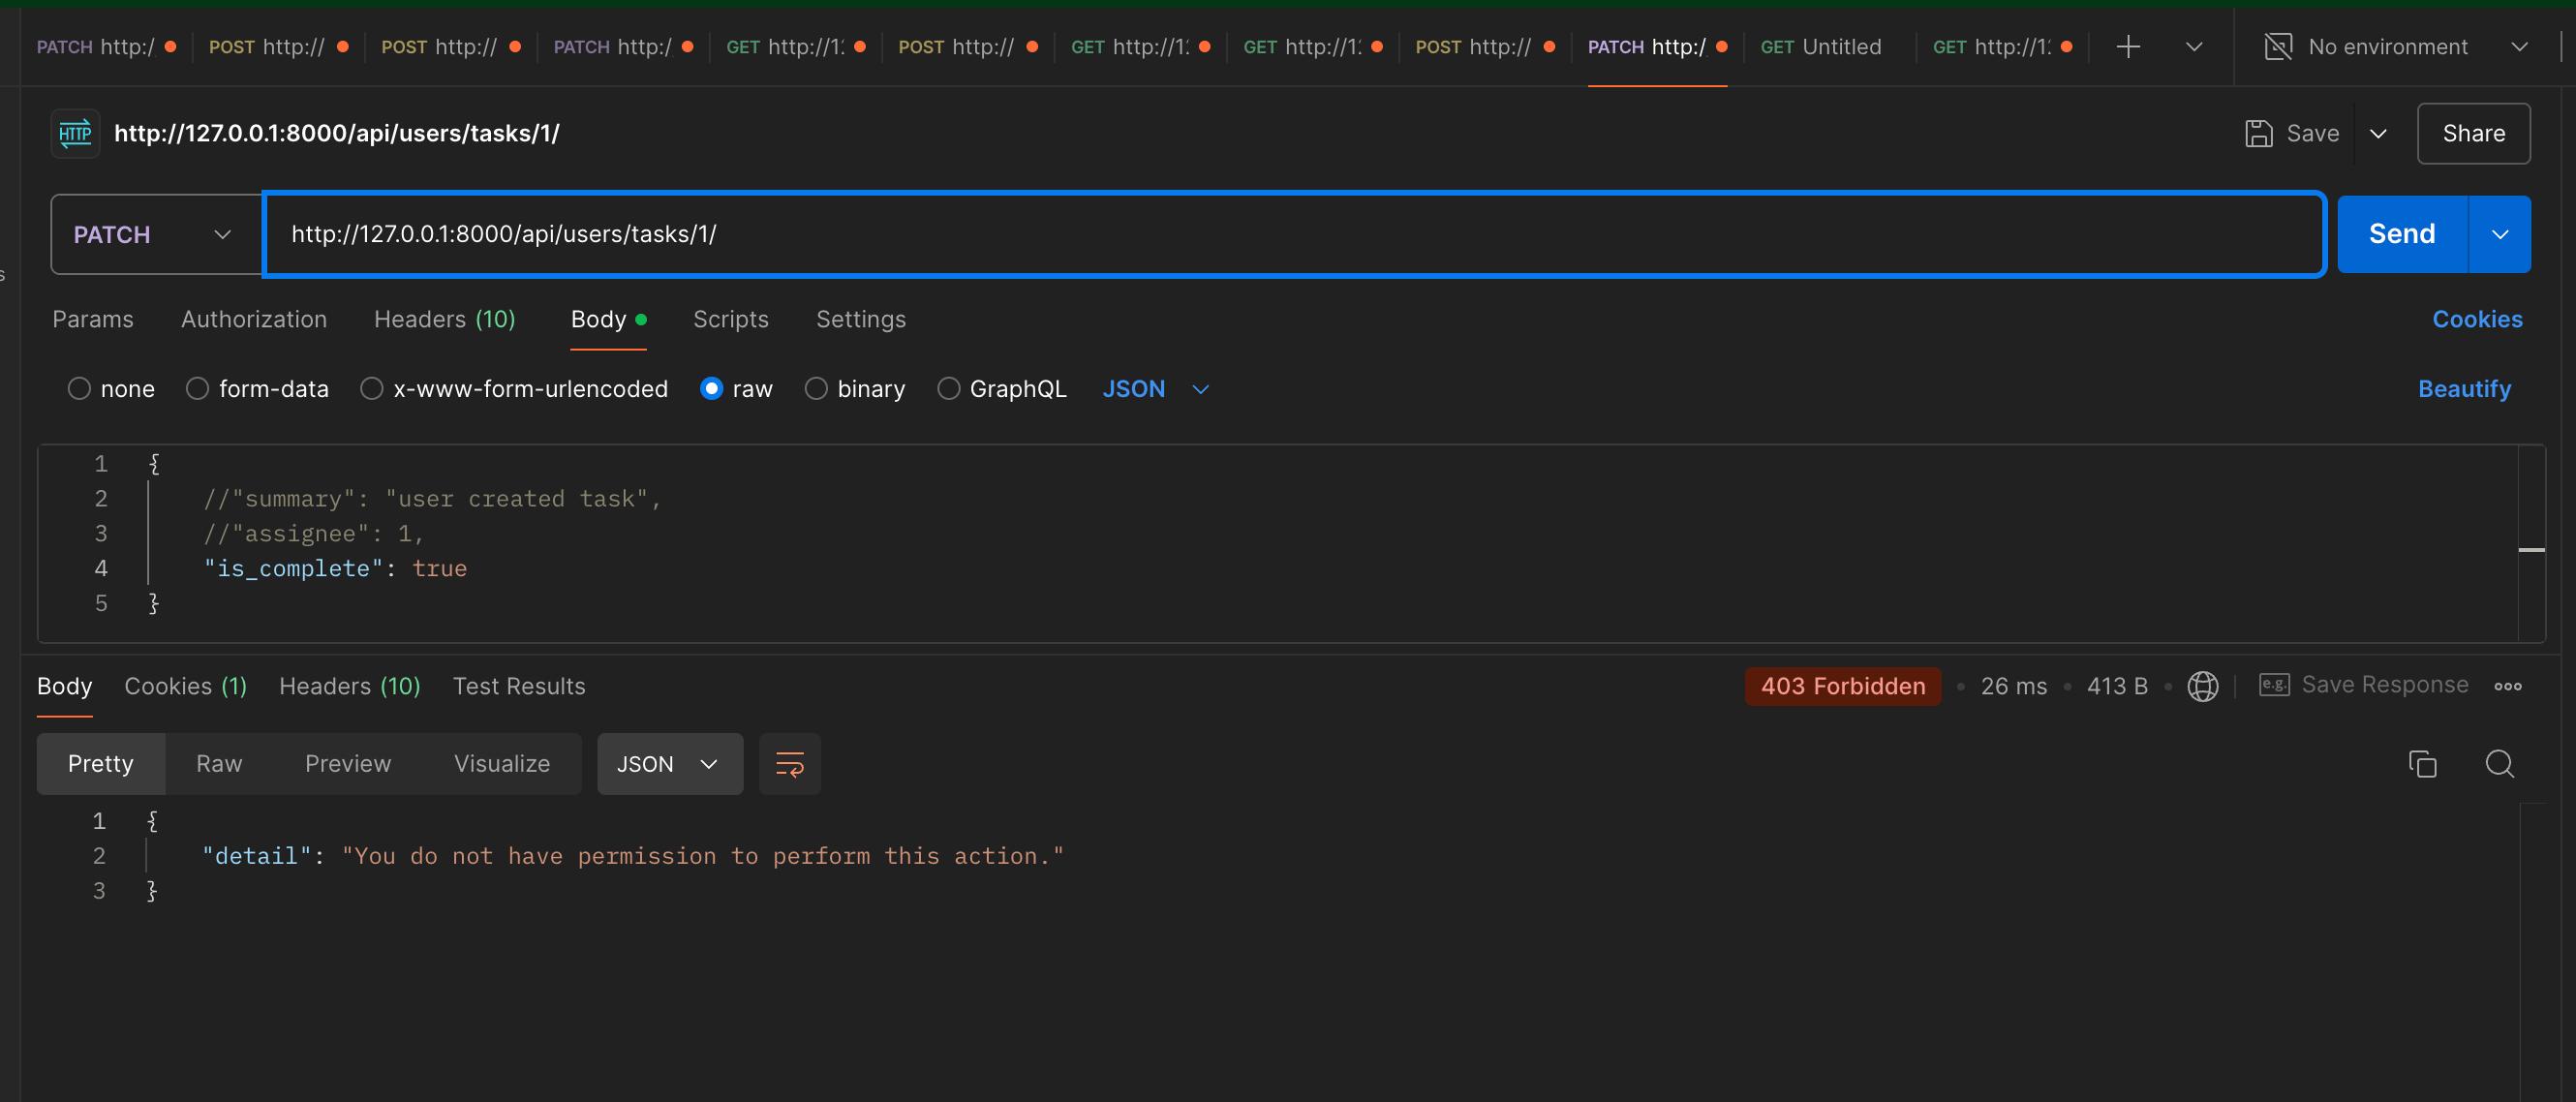 PATCH http:/ POST http:// POST http:// PATCH http:/ GET http://1: POST http:// GET http://1: GET http://1: POST http:// PATCH http:/ GET Untitled GET http://1: No environment
HTTP http://127.0.0.1:8000/api/users/tasks/1/ Save Share
PATCH http://127.0.0.1:8000/api/users/tasks/1/ Send
s
Params Authorization Headers (10) Body Scripts Settings Cookies
none form-data x-www-form-urlencoded raw binary GraphQL JSON Beautify
1 {
2 //"summary": "user created task",
3 //"assignee": 1,
4 "is_complete": true
5 }
Body Cookies (1) Headers (10) Test Results 403 Forbidden • 26 ms • 413 B • e.g. Save Response
Pretty Raw Preview Visualize JSON
1 {
2 "detail": "You do not have permission to perform this action."
3 }